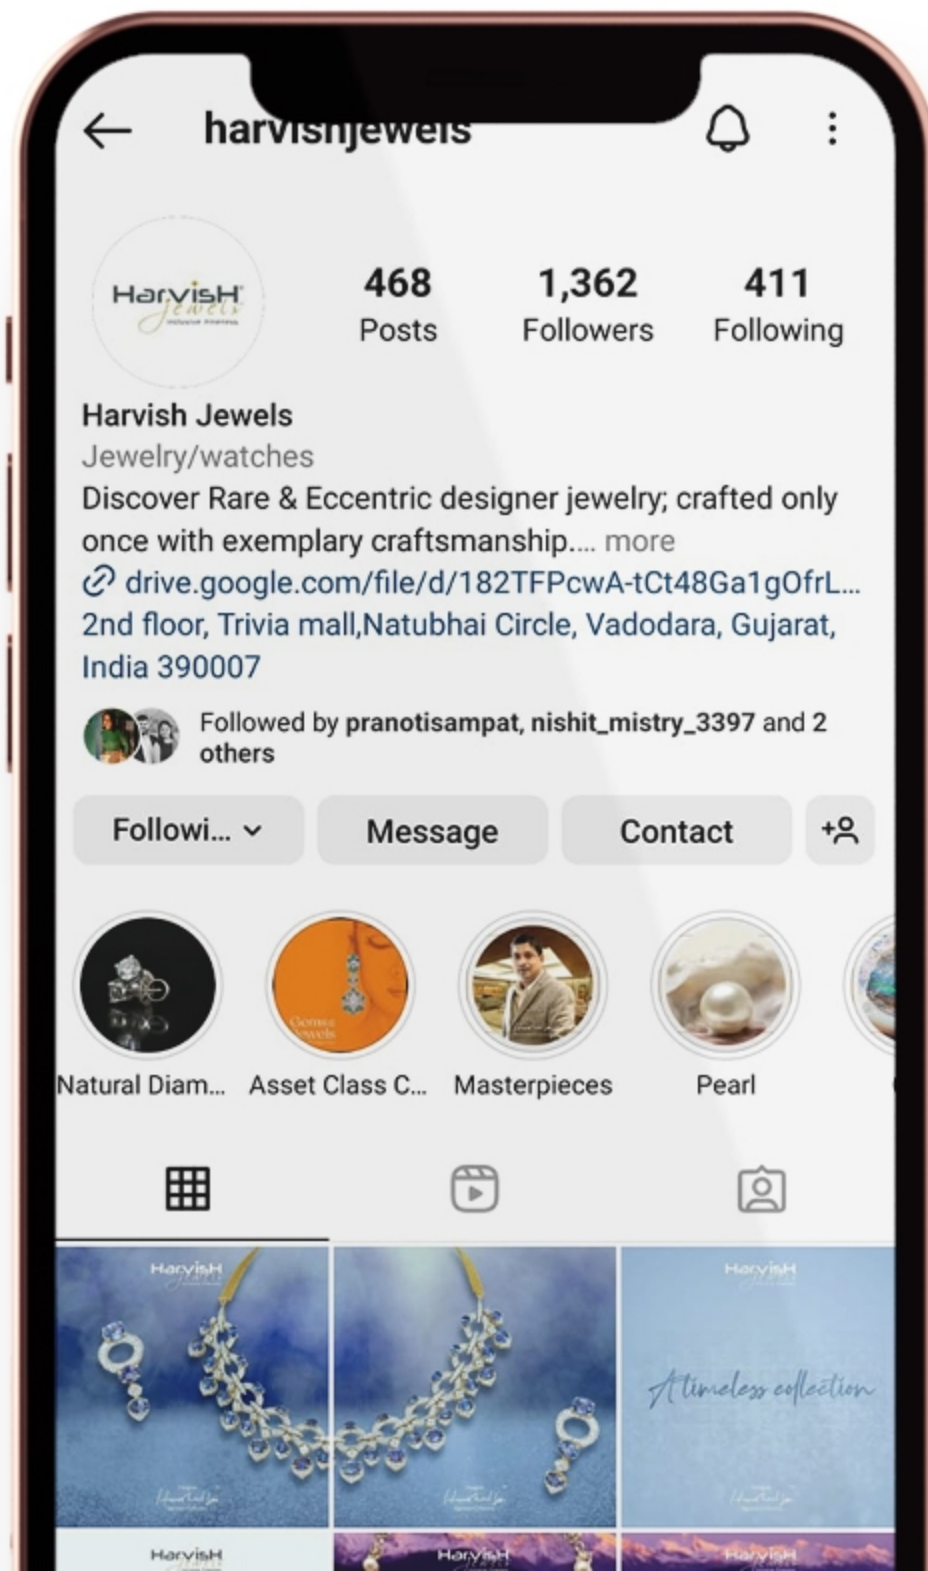 harvishjewels
HarvisH
jewels
468
1,362
411
Posts
Followers
Following
Harvish Jewels
Jewelry/watches
Discover Rare & Eccentric designer jewelry; crafted only
once with exemplary craftsmanship.... more
drive.google.com/file/d/182TFPcwA-tCt48Ga1gOfrL...
2nd floor, Trivia mall,Natubhai Circle, Vadodara, Gujarat,
India 390007
Followed by pranotisampat, nishit_mistry_3397 and 2
others
Followi...
Message
Contact
Gems &
Jewels
Natural Diam...
Asset Class C...
Masterpieces
Pearl
HarvisH
HarvisH
A timeless collection
HarvisH
HarvisH
HarvisH